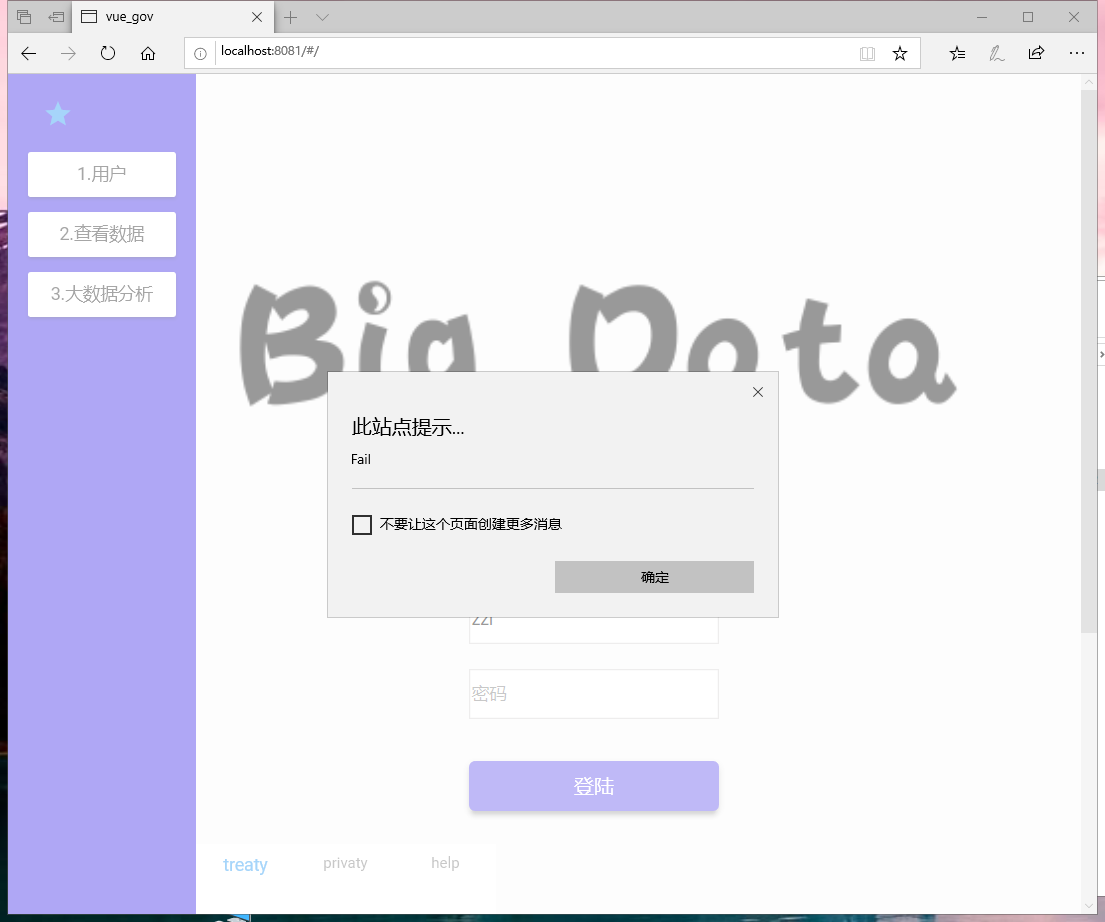 vue_gov
localhost:8081/#/
1.用户
2.查看数据
3.大数据分析
Big Data
此站点提示...
Fail
不要让这个页面创建更多消息
确定
zzl
密码
登陆
treaty privaty help